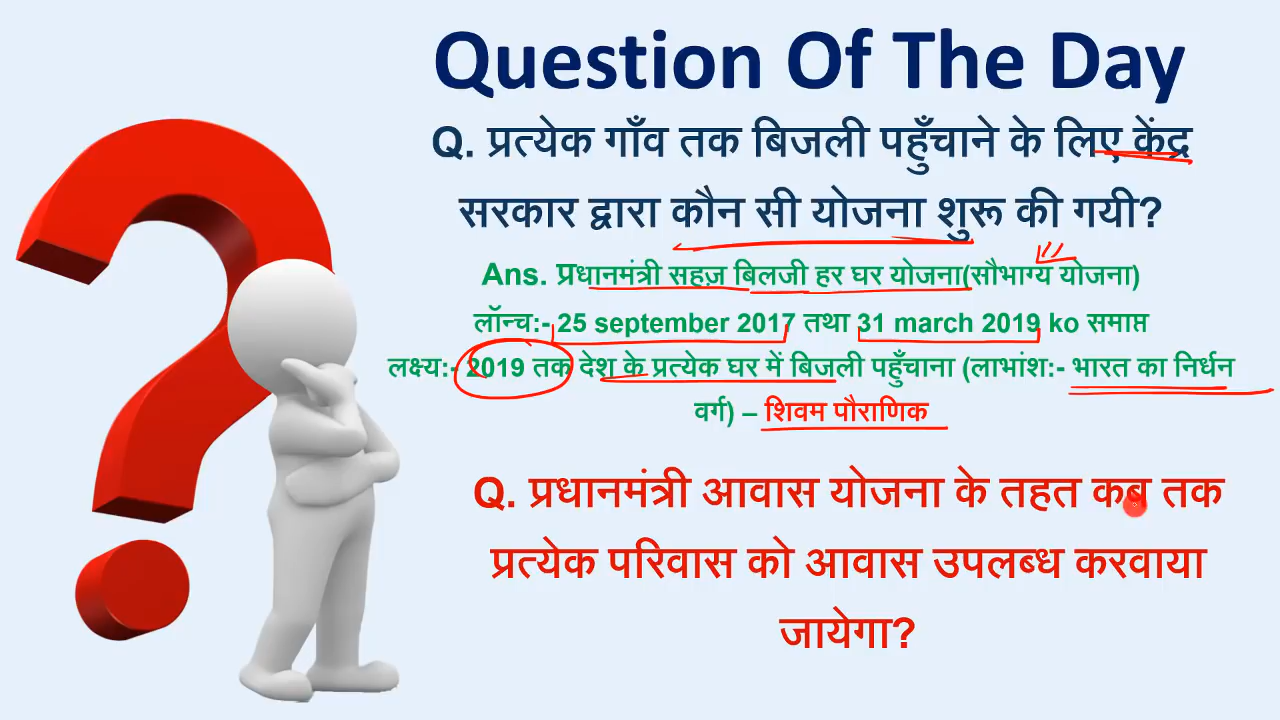 Question Of The Day
Q. प्रत्येक गाँव तक बिजली पहुँचाने के लिए केंद्र
सरकार द्वारा कौन सी योजना शुरू की गयी?
Ans. प्रधानमंत्री सहज़ बिलजी हर घर योजना(सौभाग्य योजना)
लॉन्च:- 25 september 2017 तथा 31 march 2019 ko समाप्त
लक्ष्य:- 2019 तक देश के प्रत्येक घर में बिजली पहुँचाना (लाभांश:- भारत का निर्धन
वर्ग) – शिवम पौराणिक
Q. प्रधानमंत्री आवास योजना के तहत कब तक
प्रत्येक परिवास को आवास उपलब्ध करवाया
जायेगा?